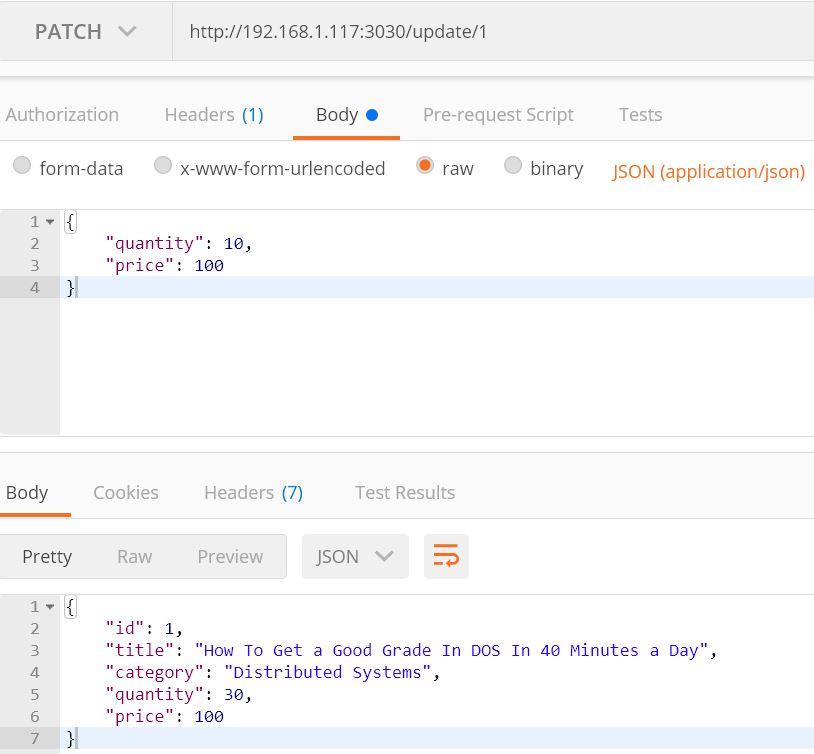 PATCH http://192.168.1.117:3030/update/1
Authorization Headers (1) Body Pre-request Script Tests
form-data x-www-form-urlencoded raw binary JSON (application/json)
1 {
2 "quantity": 10,
3 "price": 100
4 }
Body Cookies Headers (7) Test Results
Pretty Raw Preview JSON
1 {
2 "id": 1,
3 "title": "How To Get a Good Grade In DOS In 40 Minutes a Day",
4 "category": "Distributed Systems",
5 "quantity": 30,
6 "price": 100
7 }